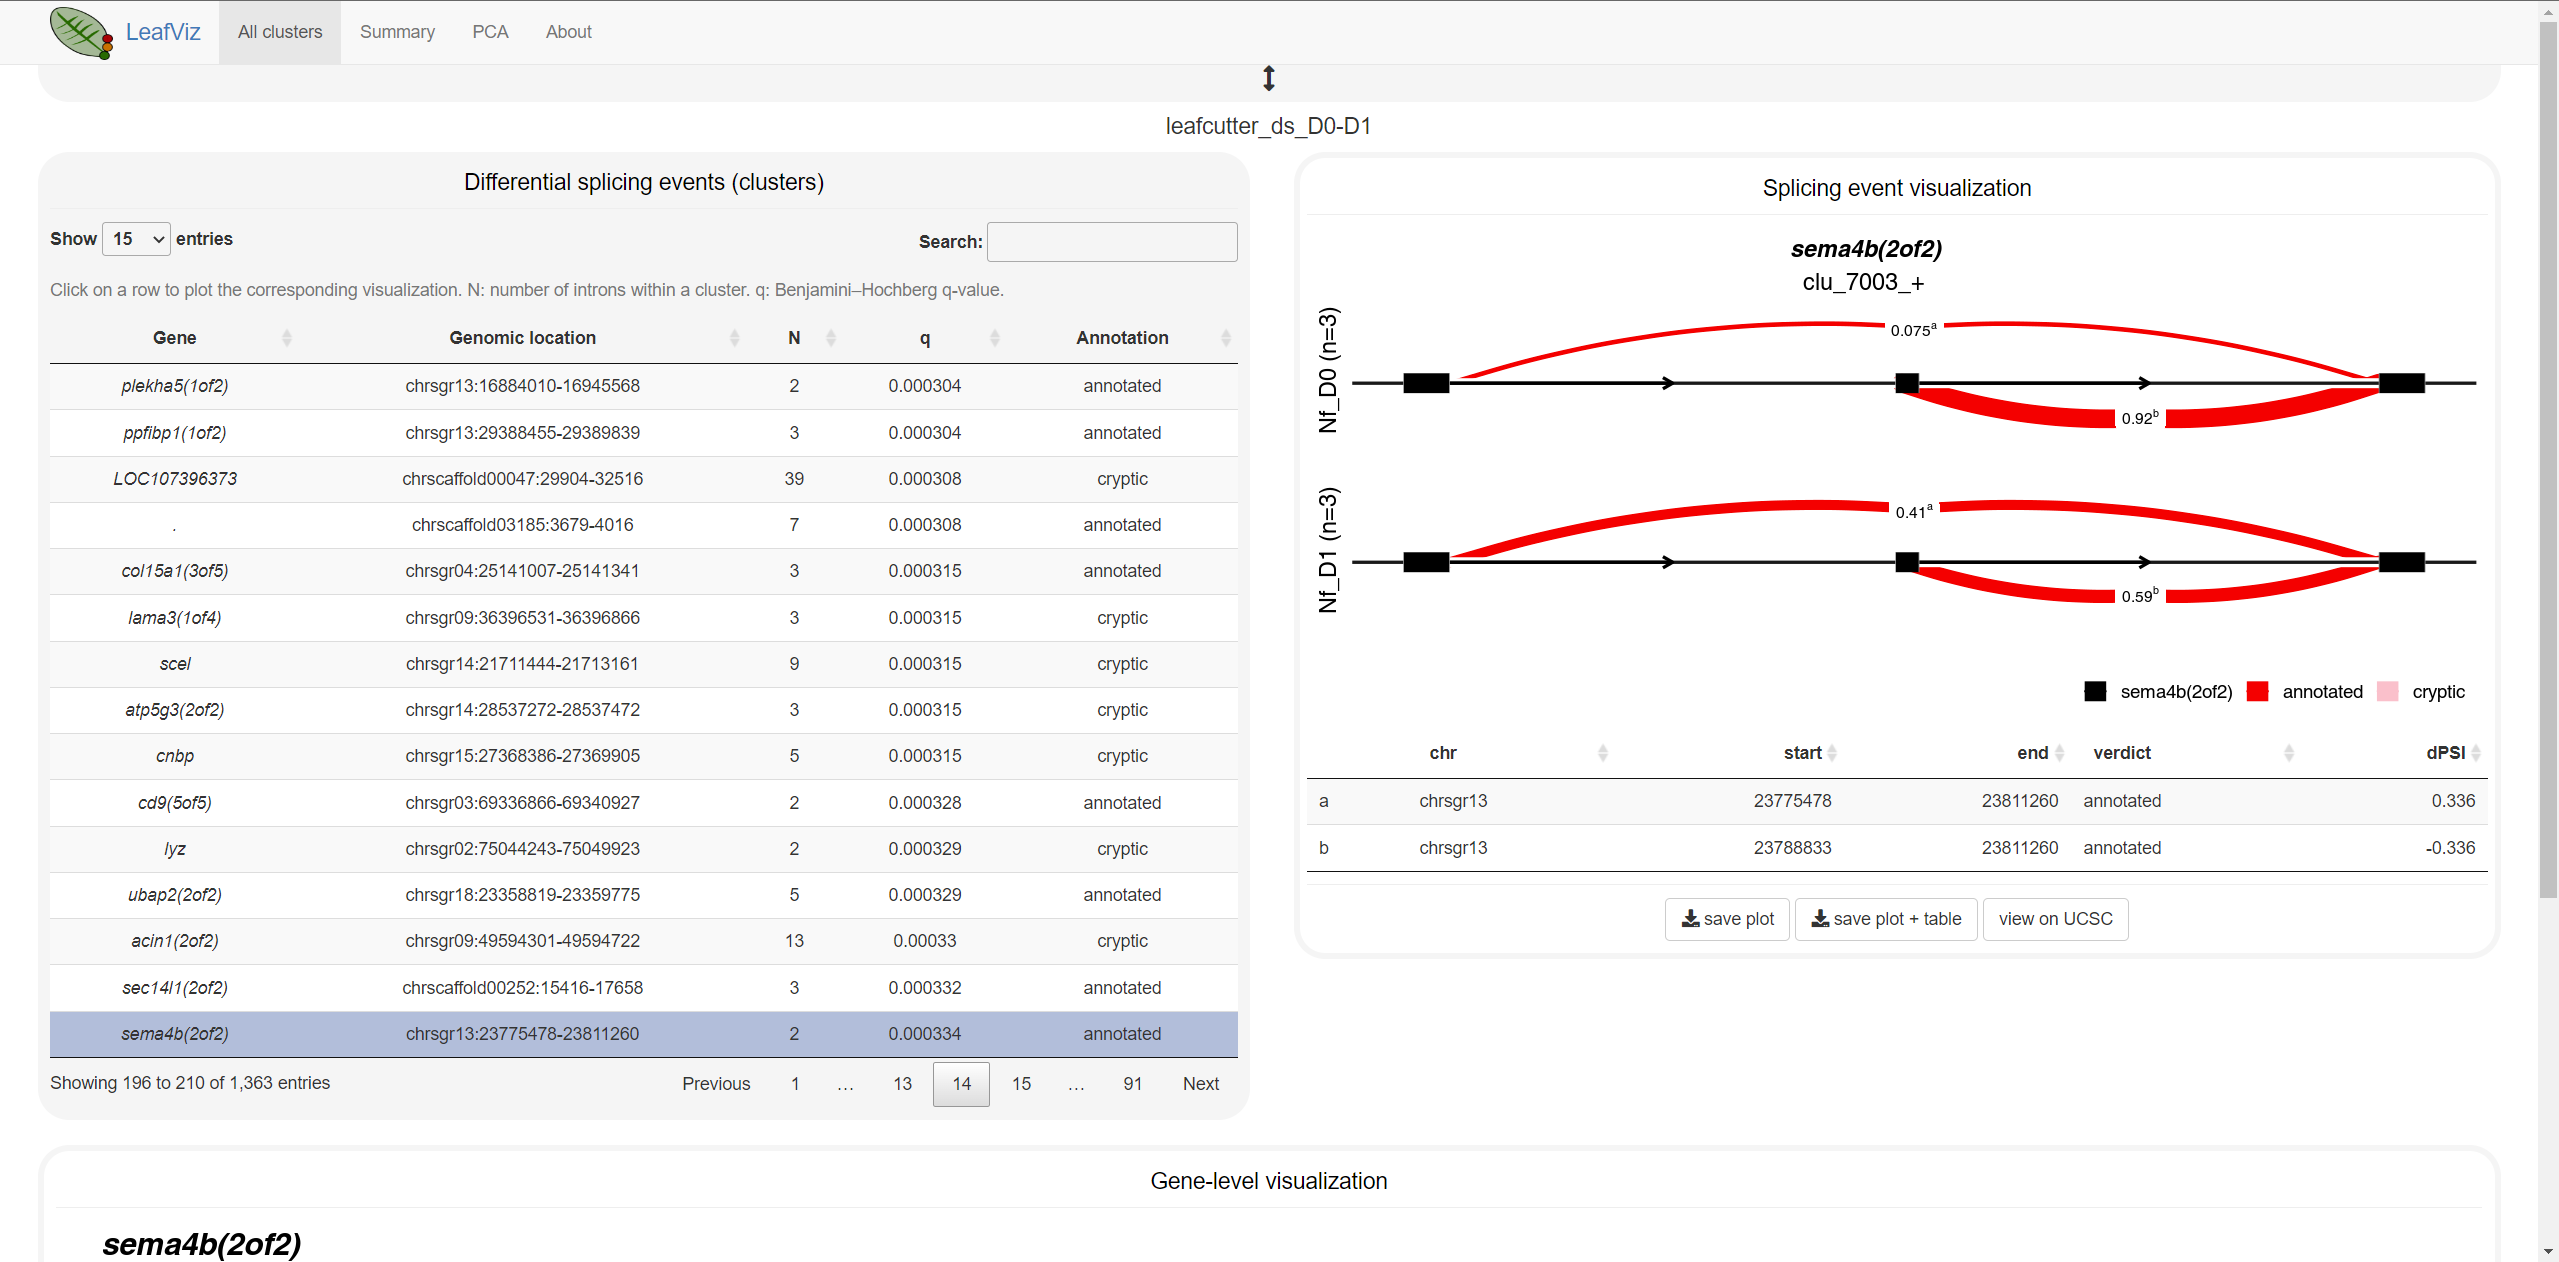 LeafViz All clusters Summary PCA About
leafcutter_ds_D0-D1
Differential splicing events (clusters)
Show 15 entries Search:
Click on a row to plot the corresponding visualization. N: number of introns within a cluster. q: Benjamini–Hochberg q-value.
Gene Genomic location N q Annotation
plekha5(1of2) chrsgr13:16884010-16945568 2 0.000304 annotated
ppfibp1(1of2) chrsgr13:29388455-29389839 3 0.000304 annotated
LOC107396373 chrscaffold00047:29904-32516 39 0.000308 cryptic
. chrscaffold03185:3679-4016 7 0.000308 annotated
col15a1(3of5) chrsgr04:25141007-25141341 3 0.000315 annotated
lama3(1of4) chrsgr09:36396531-36396866 3 0.000315 cryptic
scel chrsgr14:21711444-21713161 9 0.000315 cryptic
atp5g3(2of2) chrsgr14:28537272-28537472 3 0.000315 cryptic
cnbp chrsgr15:27368386-27369905 5 0.000315 cryptic
cd9(5of5) chrsgr03:69336866-69340927 2 0.000328 annotated
lyz chrsgr02:75044243-75049923 2 0.000329 cryptic
ubap2(2of2) chrsgr18:23358819-23359775 5 0.000329 annotated
acin1(2of2) chrsgr09:49594301-49594722 13 0.00033 cryptic
sec14l1(2of2) chrscaffold00252:15416-17658 3 0.000332 annotated
sema4b(2of2) chrsgr13:23775478-23811260 2 0.000334 annotated
Showing 196 to 210 of 1,363 entries Previous 1 … 13 14 15 … 91 Next
Splicing event visualization
sema4b(2of2)
clu_7003_+
Nf_D0 (n=3)
0.075a
0.92b
Nf_D1 (n=3)
0.41a
0.59b
sema4b(2of2) annotated cryptic
chr start end verdict dPSI
a chrsgr13 23775478 23811260 annotated 0.336
b chrsgr13 23788833 23811260 annotated -0.336
save plot save plot + table view on UCSC
Gene-level visualization
sema4b(2of2)